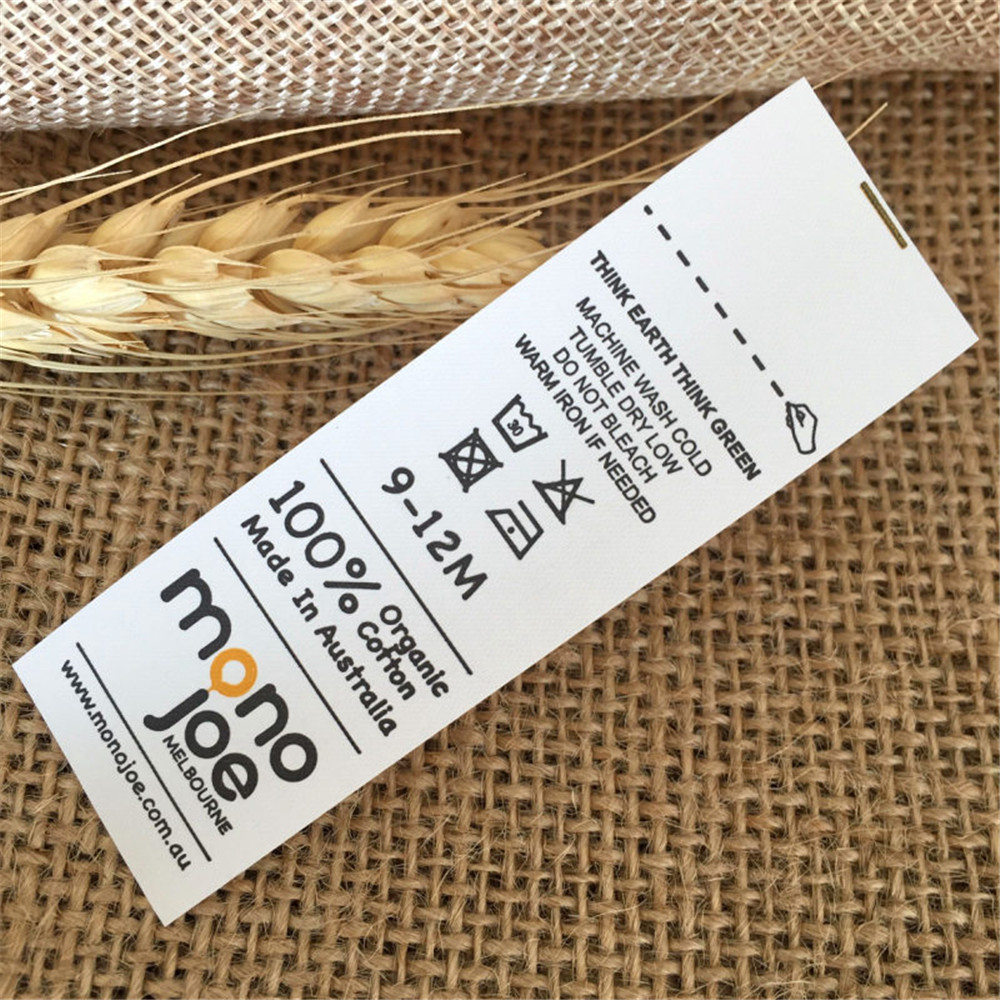 THINK EARTH THINK GREEN
MACHINE WASH COLD
TUMBLE DRY LOW
DO NOT BLEACH
WARM IRON IF NEEDED
30
9-12M
100% Organic Cotton
Made In Australia
mono
joe
MELBOURNE
www.monojoe.com.au